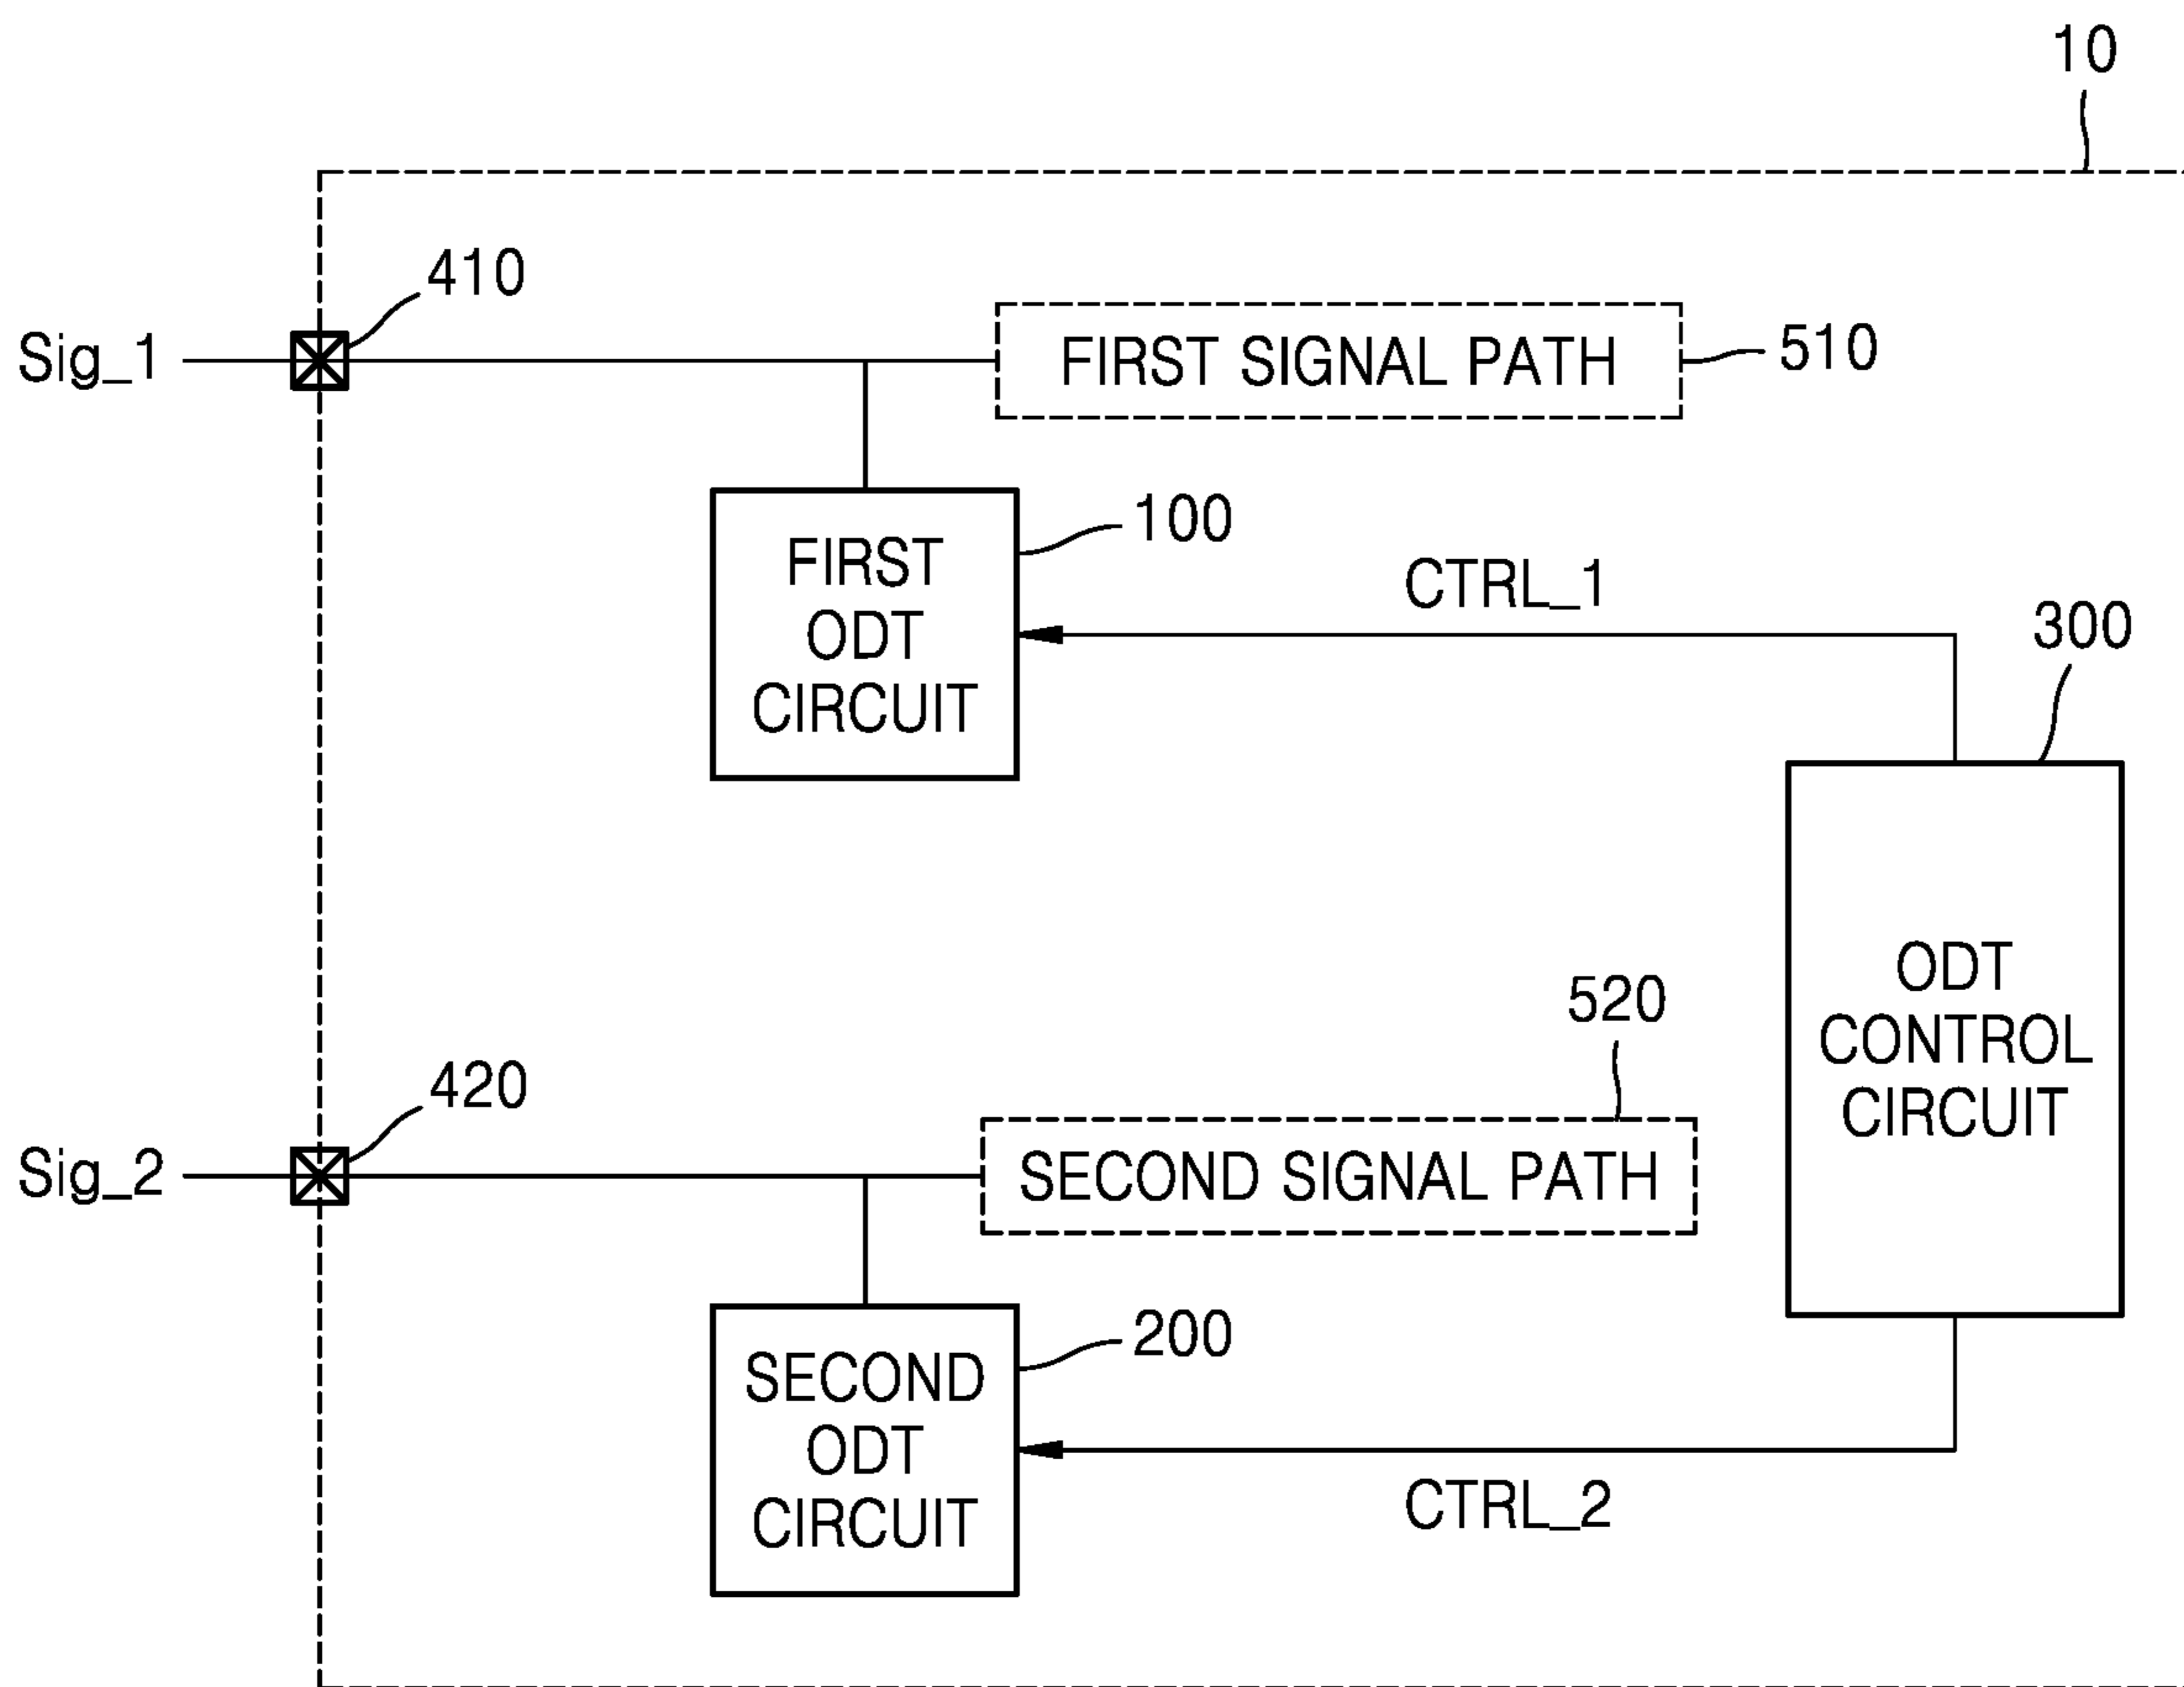 10
410
Sig_1
FIRST SIGNAL PATH
510
100
FIRST
ODT
CIRCUIT
CTRL_1
300
ODT
CONTROL
CIRCUIT
520
420
Sig_2
SECOND SIGNAL PATH
200
SECOND
ODT
CIRCUIT
CTRL_2